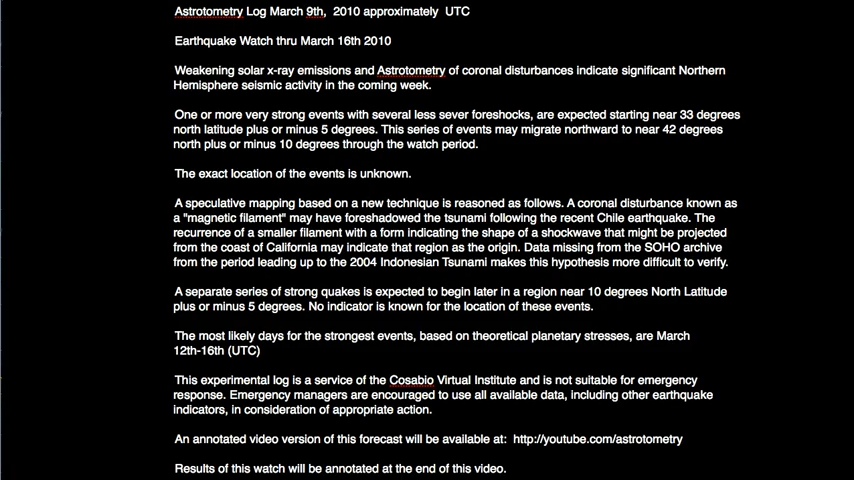 Astrotometry Log March 9th,  2010 approximately  UTC
Earthquake Watch thru March 16th 2010
Weakening solar x-ray emissions and Astrotometry of coronal disturbances indicate significant Northern
Hemisphere seismic activity in the coming week.
One or more very strong events with several less sever foreshocks, are expected starting near 33 degrees
north latitude plus or minus 5 degrees. This series of events may migrate northward to near 42 degrees
north plus or minus 10 degrees through the watch period.
The exact location of the events is unknown.
A speculative mapping based on a new technique is reasoned as follows. A coronal disturbance known as
a "magnetic filament" may have foreshadowed the tsunami following the recent Chile earthquake. The
recurrence of a smaller filament with a form indicating the shape of a shockwave that might be projected
from the coast of California may indicate that region as the origin. Data missing from the SOHO archive
from the period leading up to the 2004 Indonesian Tsunami makes this hypothesis more difficult to verify.
A separate series of strong quakes is expected to begin later in a region near 10 degrees North Latitude
plus or minus 5 degrees. No indicator is known for the location of these events.
The most likely days for the strongest events, based on theoretical planetary stresses, are March
12th-16th (UTC)
This experimental log is a service of the Cosabio Virtual Institute and is not suitable for emergency
response. Emergency managers are encouraged to use all available data, including other earthquake
indicators, in consideration of appropriate action.
An annotated video version of this forecast will be available at:  http://youtube.com/astrotometry
Results of this watch will be annotated at the end of this video.